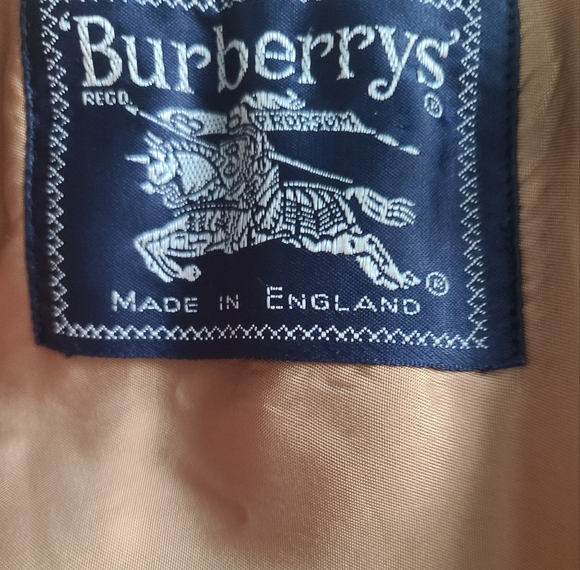 'Burberrys'
REGD. ®
®
MADE IN ENGLAND